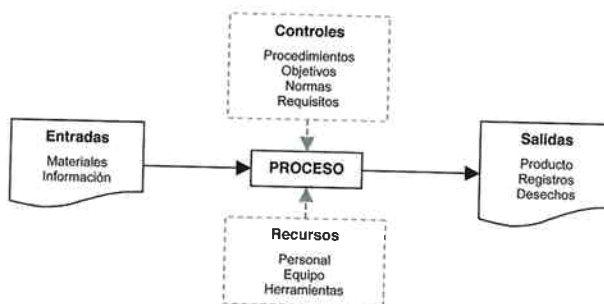 Controles
Procedimientos
Objetivos
Normas
Requisitos
Entradas
Materiales
Información
PROCESO
Salidas
Producto
Registros
Desechos
Recursos
Personal
Equipo
Herramientas